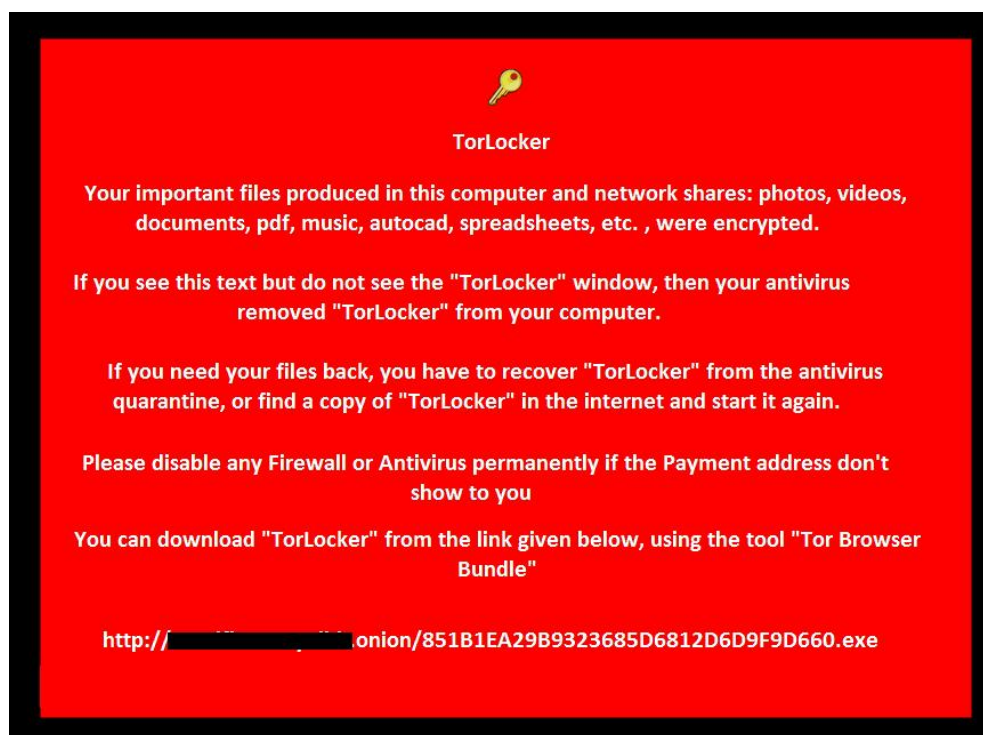 TorLocker
Your important files produced in this computer and network shares: photos, videos,
documents, pdf, music, autocad, spreadsheets, etc. , were encrypted.
If you see this text but do not see the "TorLocker" window, then your antivirus
removed "TorLocker" from your computer.
If you need your files back, you have to recover "TorLocker" from the antivirus
quarantine, or find a copy of "TorLocker" in the internet and start it again.
Please disable any Firewall or Antivirus permanently if the Payment address don't
show to you
You can download "TorLocker" from the link given below, using the tool "Tor Browser
Bundle"
http:// .onion/851B1EA29B9323685D6812D6D9F9D660.exe